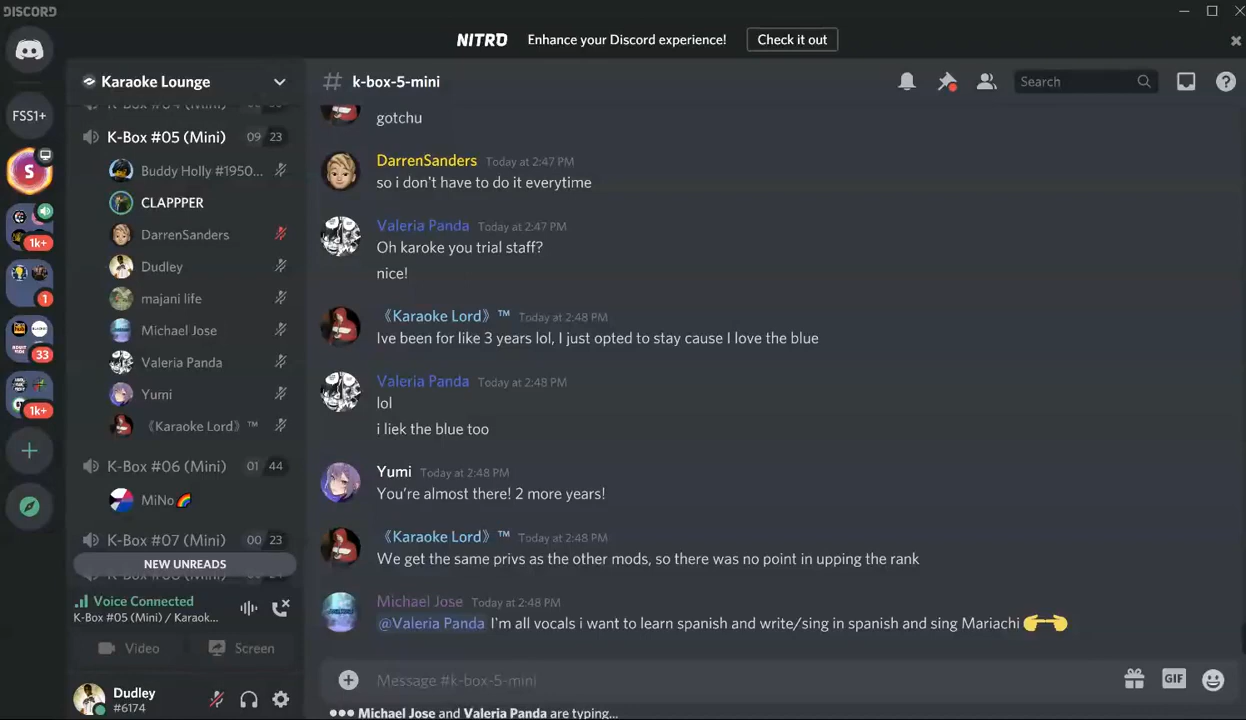 DISCORD
NITRO Enhance your Discord experience! Check it out
FSS1+
S
1k+
1
33
1k+
Karaoke Lounge
K-Box #05 (Mini) 09 23
Buddy Holly #1950...
CLAPPPER
DarrenSanders
Dudley
majani life
Michael Jose
Valeria Panda
Yumi
《Karaoke Lord》™
K-Box #06 (Mini) 01 44
MiNo🌈
K-Box #07 (Mini) 00 23
NEW UNREADS
Voice Connected
K-Box #05 (Mini) / Karaok...
Video Screen
Dudley
#6174
# k-box-5-mini
Search
gotchu
DarrenSanders Today at 2:47 PM
so i don't have to do it everytime
Valeria Panda Today at 2:47 PM
Oh karoke you trial staff?
nice!
《Karaoke Lord》™ Today at 2:48 PM
Ive been for like 3 years lol, I just opted to stay cause I love the blue
Valeria Panda Today at 2:48 PM
lol
i liek the blue too
Yumi Today at 2:48 PM
You're almost there! 2 more years!
《Karaoke Lord》™ Today at 2:48 PM
We get the same privs as the other mods, so there was no point in upping the rank
Michael Jose Today at 2:48 PM
@Valeria Panda I'm all vocals i want to learn spanish and write/sing in spanish and sing Mariachi
Message #k-box-5-mini
GIF
Michael Jose and Valeria Panda are typing...